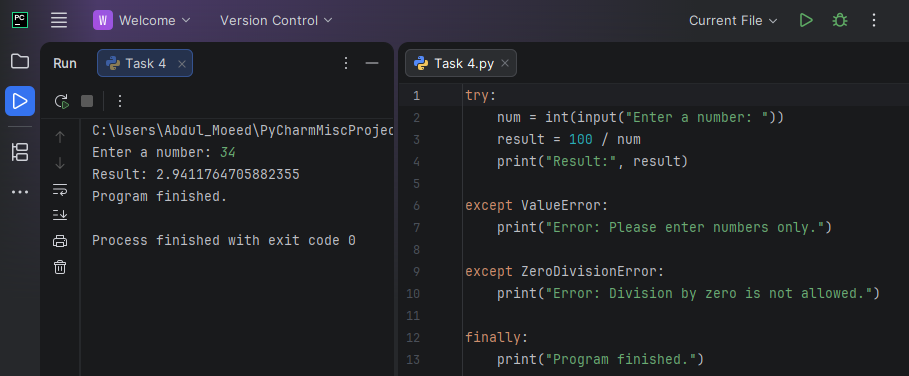 PC
W Welcome
Version Control
Current File
Run
Task 4
C:\Users\Abdul_Moeed\PyCharmMiscProjec
Enter a number: 34
Result: 2.9411764705882355
Program finished.
Process finished with exit code 0
Task 4.py
1 try:
2 num = int(input("Enter a number: "))
3 result = 100 / num
4 print("Result:", result)
5
6 except ValueError:
7 print("Error: Please enter numbers only.")
8
9 except ZeroDivisionError:
10 print("Error: Division by zero is not allowed.")
11
12 finally:
13 print("Program finished.")